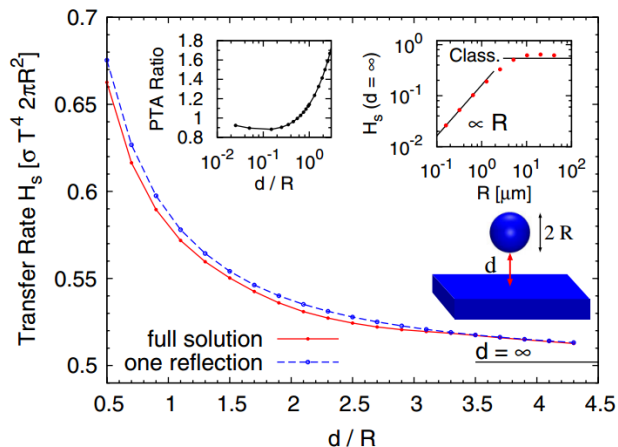 Transfer Rate H_s [σ T^4 2πR^2]
0.67
0.65
0.6
0.55
0.5
0.5 1 1.5 2 2.5 3 3.5 4 4.5
d / R
PTA Ratio
1.8
1.6
1.4
1.2
1
0.8
10^-2 10^-1 10^0
d / R
H_s (d = ∞)
10^0
10^-1
10^-2
10^-1 10^0 10^1 10^2
R [μm]
Class.
∝ R
2 R
d
full solution
one reflection
d = ∞